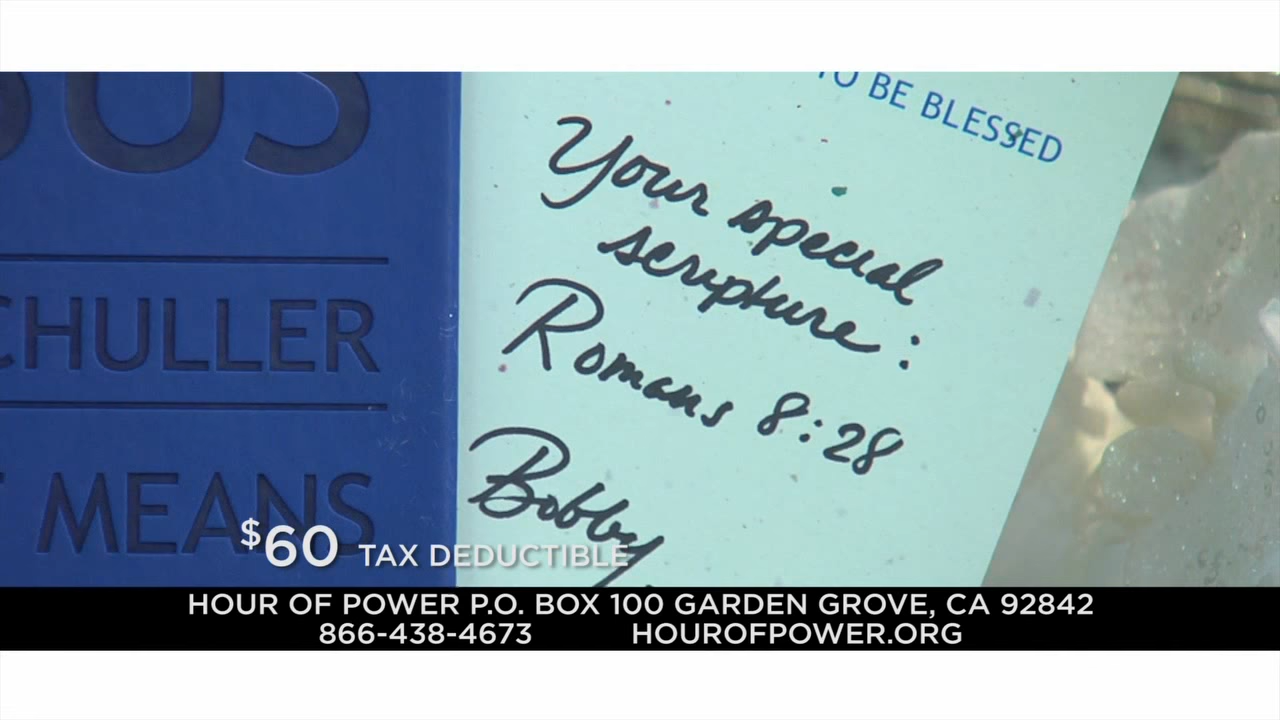 TO BE BLESSED
Your special
scripture:
Romans 8:28
Bobby
CHULLER
MEANS
$60 TAX DEDUCTIBLE
HOUR OF POWER P.O. BOX 100 GARDEN GROVE, CA 92842
866-438-4673 HOUROFPOWER.ORG